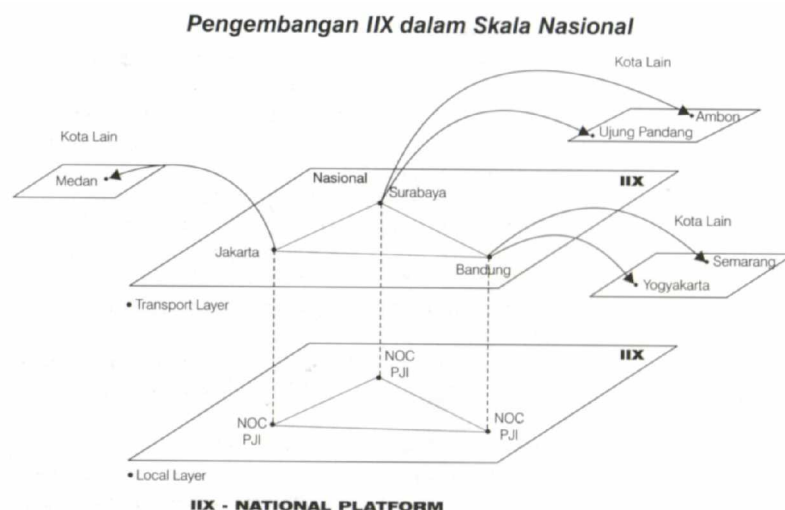 Pengembangan IIX dalam Skala Nasional
Kota Lain
Ambon
Ujung Pandang
Kota Lain
Medan
Nasional
IIX
Surabaya
Kota Lain
Jakarta
Bandung
Semarang
Yogyakarta
• Transport Layer
IIX
NOC
PJI
NOC
PJI
NOC
PJI
• Local Layer
IIX - NATIONAL PLATFORM